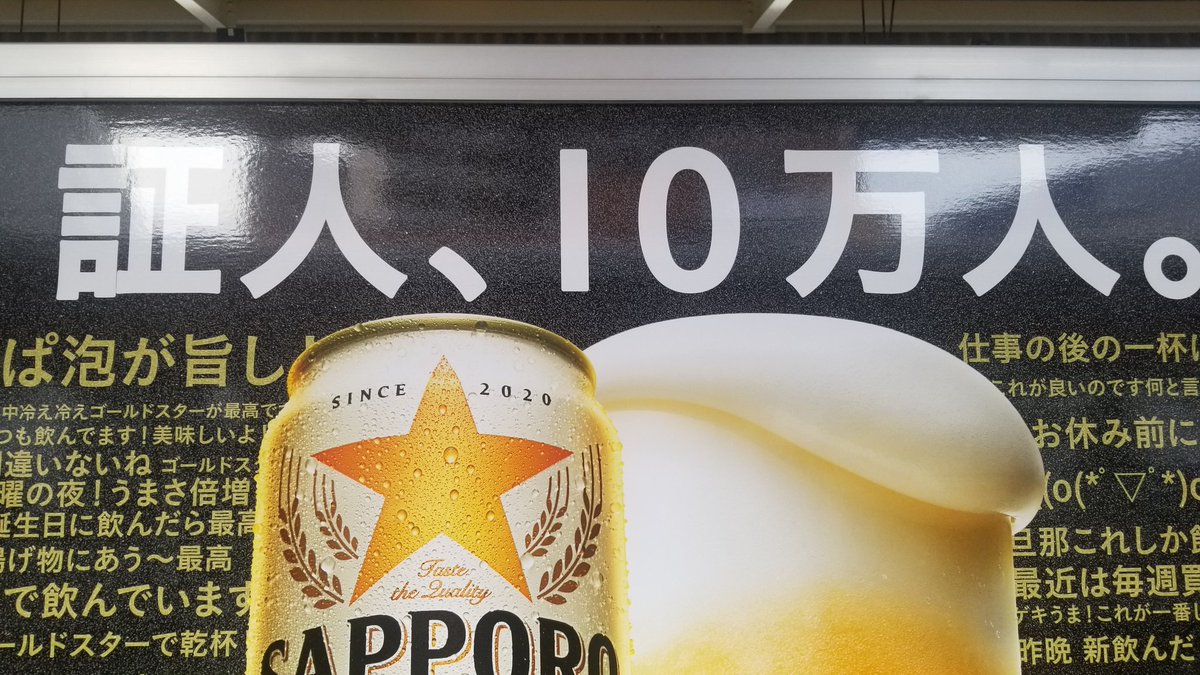 証人、10万人。
ぱ泡が旨し
中冷え冷えゴールドスターが最高で
つも飲んでます！美味しいよ
違いないね ゴールドス
曜の夜！うまさ倍増
誕生日に飲んだら最高
揚げ物にあう〜最高
で飲んでいます
ールドスターで乾杯
SINCE 2020
Taste the Quality
SAPPORO
仕事の後の一杯は
これが良いのです何と言
お休み前に
(o(*ﾟ▽ﾟ*)o
旦那これしか飲
最近は毎週買
ゲキうま！これが一番
昨晩 新飲んだ